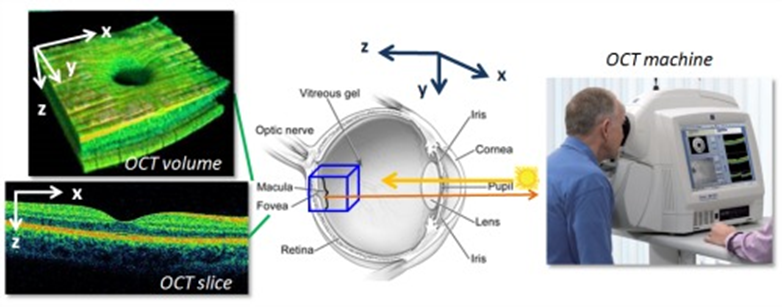 x
y
z
OCT volume
x
z
OCT slice
z
x
y
Vitreous gel
Optic nerve
Macula
Fovea
Retina
Iris
Cornea
Pupil
Lens
Iris
OCT machine